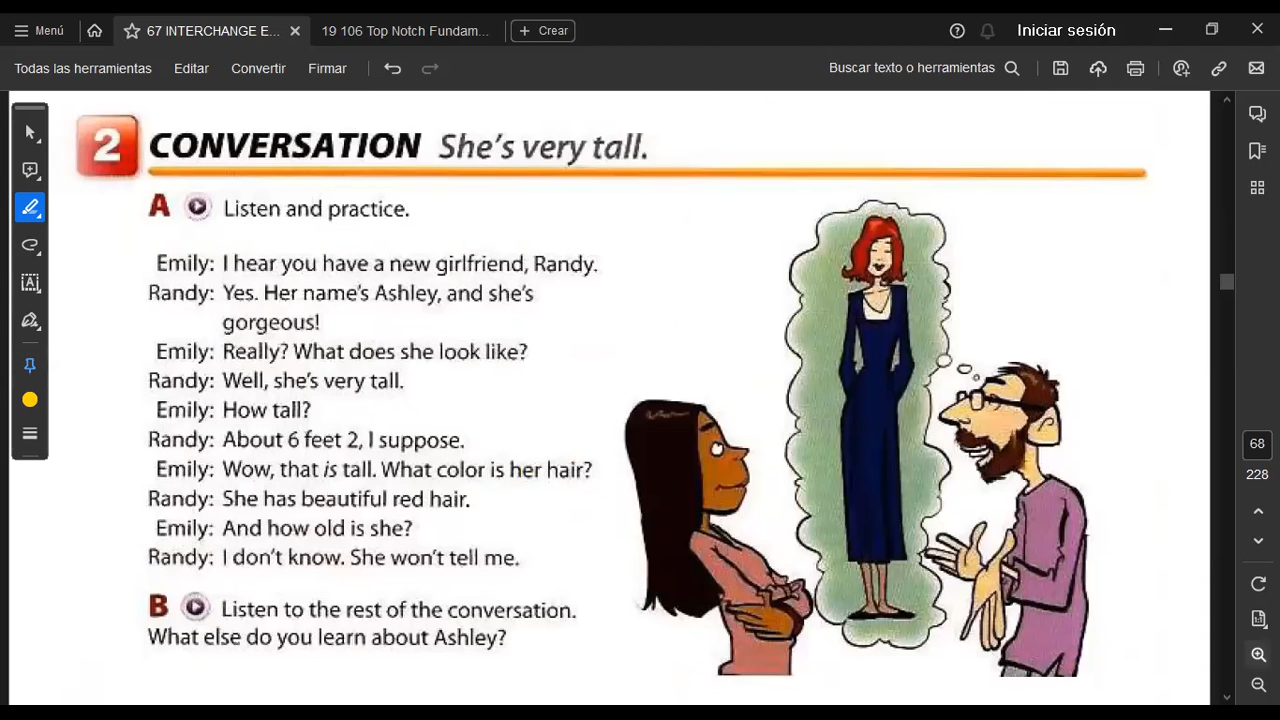 Menú
67 INTERCHANGE E...
19 106 Top Notch Fundam...
Crear
Iniciar sesión
Todas las herramientas
Editar
Convertir
Firmar
Buscar texto o herramientas
2 CONVERSATION She's very tall.
A Listen and practice.
Emily: I hear you have a new girlfriend, Randy.
Randy: Yes. Her name's Ashley, and she's
gorgeous!
Emily: Really? What does she look like?
Randy: Well, she's very tall.
Emily: How tall?
Randy: About 6 feet 2, I suppose.
Emily: Wow, that is tall. What color is her hair?
Randy: She has beautiful red hair.
Emily: And how old is she?
Randy: I don't know. She won't tell me.
B Listen to the rest of the conversation.
What else do you learn about Ashley?
68
228